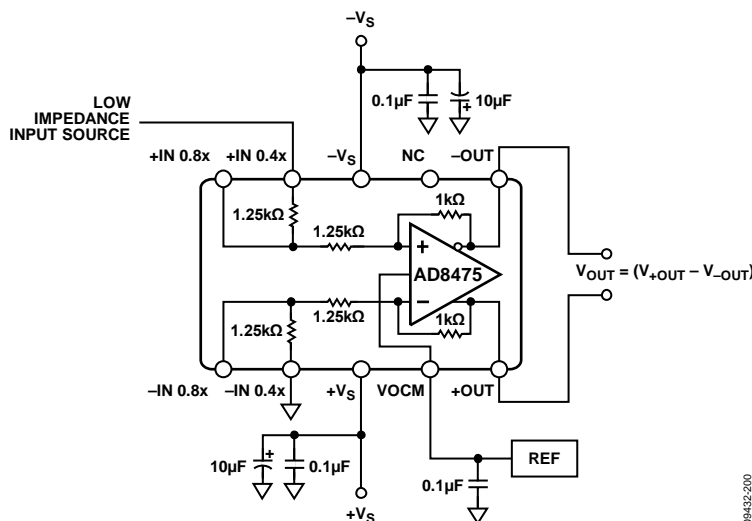 −VS
0.1µF
10µF
LOW
IMPEDANCE
INPUT SOURCE
+IN 0.8x
+IN 0.4x
−VS
NC
−OUT
1.25kΩ
1.25kΩ
1kΩ
+
AD8475
−
VOUT = (V+OUT − V−OUT)
1.25kΩ
1.25kΩ
1kΩ
−IN 0.8x
−IN 0.4x
+VS
VOCM
+OUT
10µF
+
0.1µF
+VS
0.1µF
REF
+
09432-200